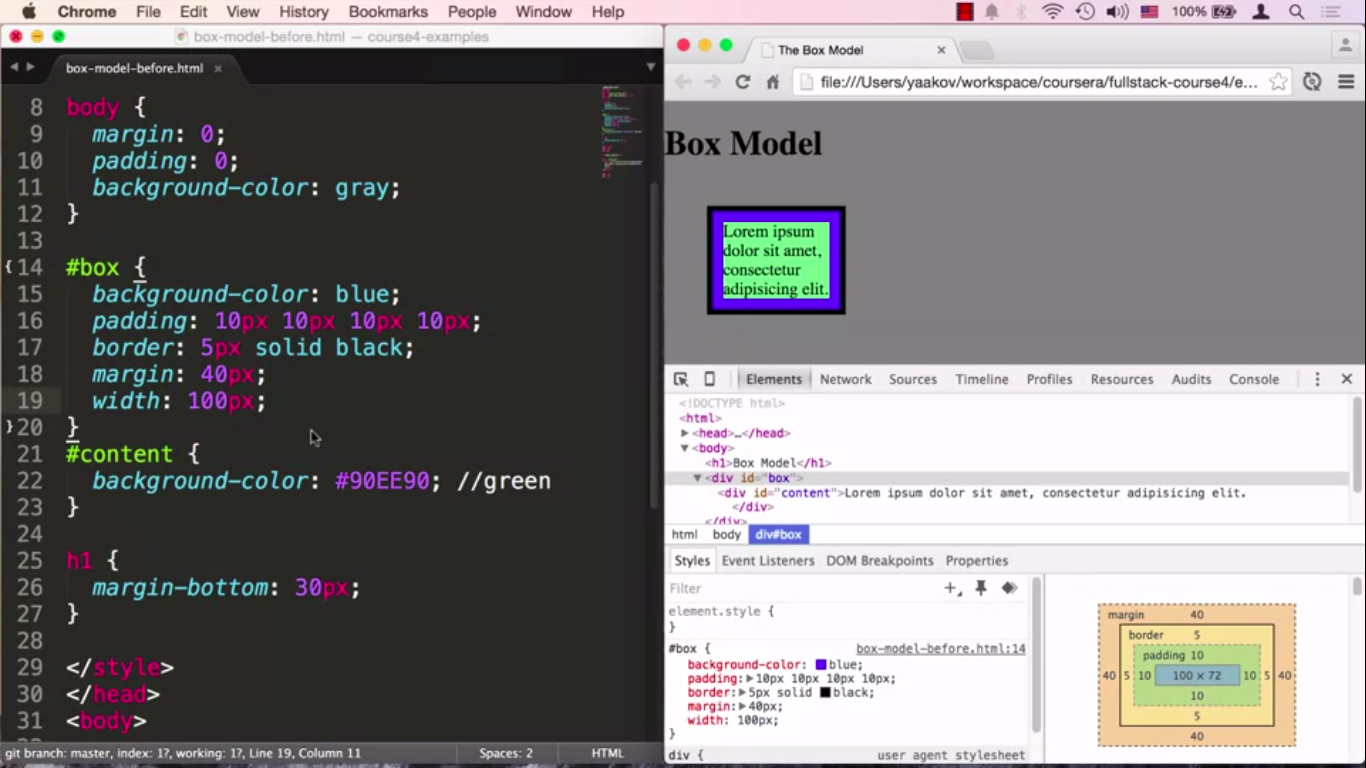 Chrome File Edit View History Bookmarks People Window Help 100%
box-model-before.html — course4-examples
box-model-before.html ×
8 body {
9 margin: 0;
10 padding: 0;
11 background-color: gray;
12 }
13
14 #box {
15 background-color: blue;
16 padding: 10px 10px 10px 10px;
17 border: 5px solid black;
18 margin: 40px;
19 width: 100px;
20 }
21 #content {
22 background-color: #90EE90; //green
23 }
24
25 h1 {
26 margin-bottom: 30px;
27 }
28
29 </style>
30 </head>
31 <body>
git branch: master, index: 1?, working: 1?, Line 19, Column 11 Spaces: 2 HTML
The Box Model ×
file:///Users/yaakov/workspace/coursera/fullstack-course4/e...
Box Model
Lorem ipsum
dolor sit amet,
consectetur
adipisicing elit.
Elements Network Sources Timeline Profiles Resources Audits Console
<!DOCTYPE html>
<html>
<head>…</head>
<body>
<h1>Box Model</h1>
<div id="box">
<div id="content">Lorem ipsum dolor sit amet, consectetur adipisicing elit.
</div>
</div>
html body div#box
Styles Event Listeners DOM Breakpoints Properties
Filter
element.style {
}
#box { box-model-before.html:14
background-color: blue;
padding: 10px 10px 10px 10px;
border: 5px solid black;
margin: 40px;
width: 100px;
}
div { user agent stylesheet
margin 40
border 5
padding 10
40 5 10 100 × 72 10 5 40
10
5
40